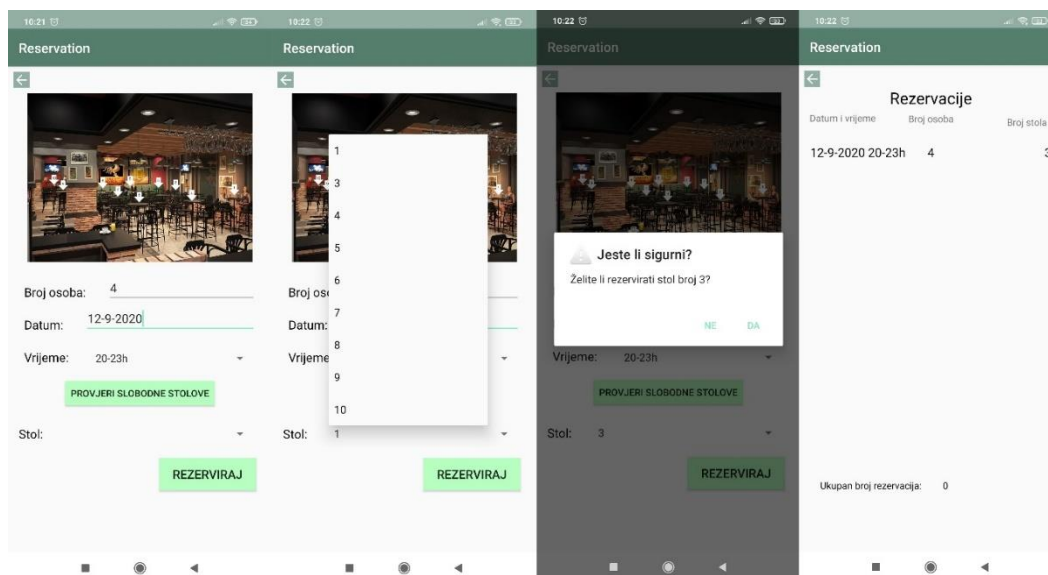 10:21
Reservation
Broj osoba: 4
Datum: 12-9-2020
Vrijeme: 20-23h
PROVJERI SLOBODNE STOLOVE
Stol:
REZERVIRAJ
10:22
Reservation
1
3
4
5
6
7
8
9
10
Broj oso
Datum:
Vrijeme
Stol: 1
REZERVIRAJ
10:22
Reservation
Jeste li sigurni?
Želite li rezervirati stol broj 3?
NE DA
Vrijeme: 20-23h
PROVJERI SLOBODNE STOLOVE
Stol: 3
REZERVIRAJ
10:22
Reservation
Rezervacije
Datum i vrijeme Broj osoba Broj stola
12-9-2020 20-23h 4 3
Ukupan broj rezervacija: 0